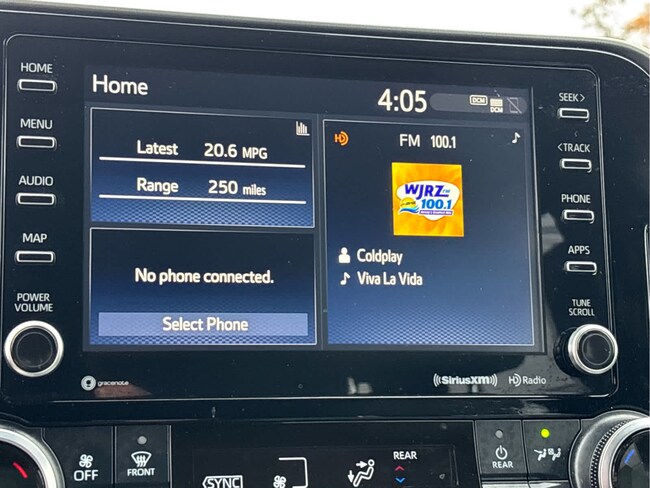 HOME
MENU
AUDIO
MAP
POWER
VOLUME
Home
4:05
DCM
DCM
Latest 20.6 MPG
Range 250 miles
No phone connected.
Select Phone
HD
FM 100.1
WJRZ FM
100.1
Coldplay
Viva La Vida
SEEK >
< TRACK
PHONE
APPS
TUNE
SCROLL
gracenote
((SiriusXM))
HD Radio
OFF
FRONT
SYNC
REAR
REAR